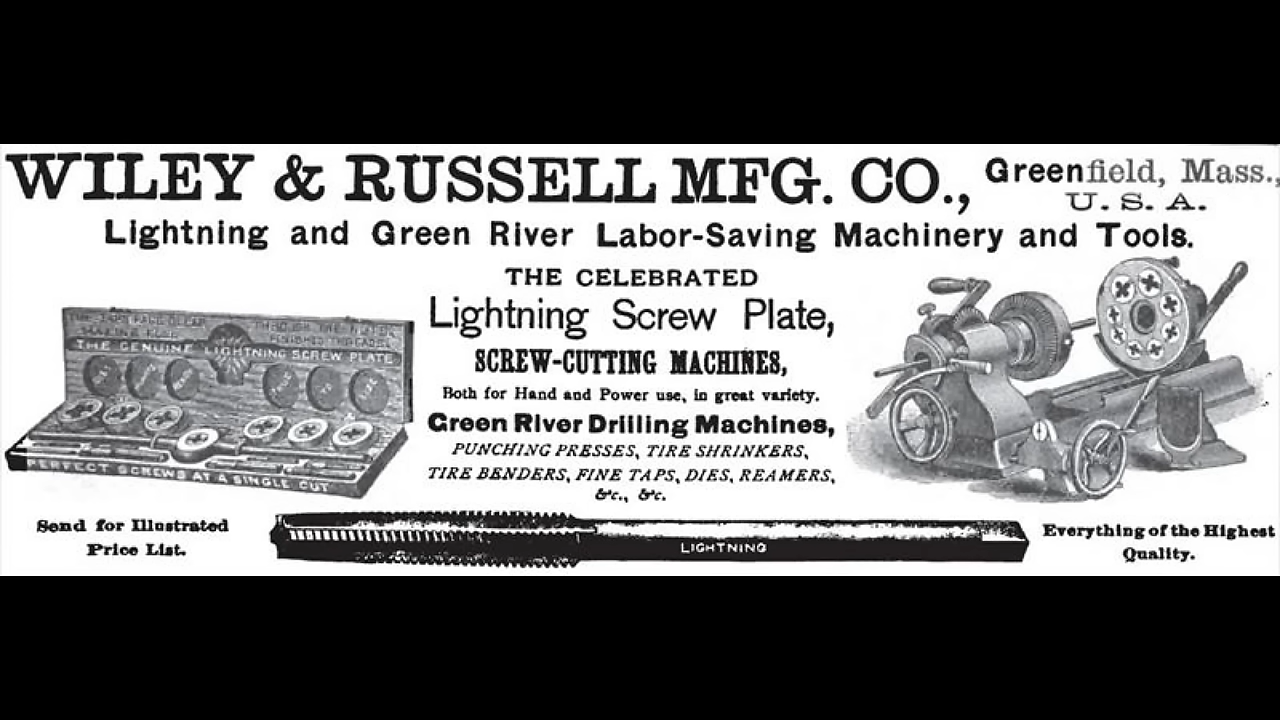 WILEY & RUSSELL MFG. CO., Greenfield, Mass.,
U. S. A.
Lightning and Green River Labor-Saving Machinery and Tools.
THE CELEBRATED
Lightning Screw Plate,
SCREW-CUTTING MACHINES,
Both for Hand and Power use, in great variety.
Green River Drilling Machines,
PUNCHING PRESSES, TIRE SHRINKERS,
TIRE BENDERS, FINE TAPS, DIES, REAMERS,
&c., &c.
THE GENUINE LIGHTNING SCREW PLATE
PERFECT SCREWS AT A SINGLE CUT
Send for Illustrated
Price List.
LIGHTNING
Everything of the Highest
Quality.